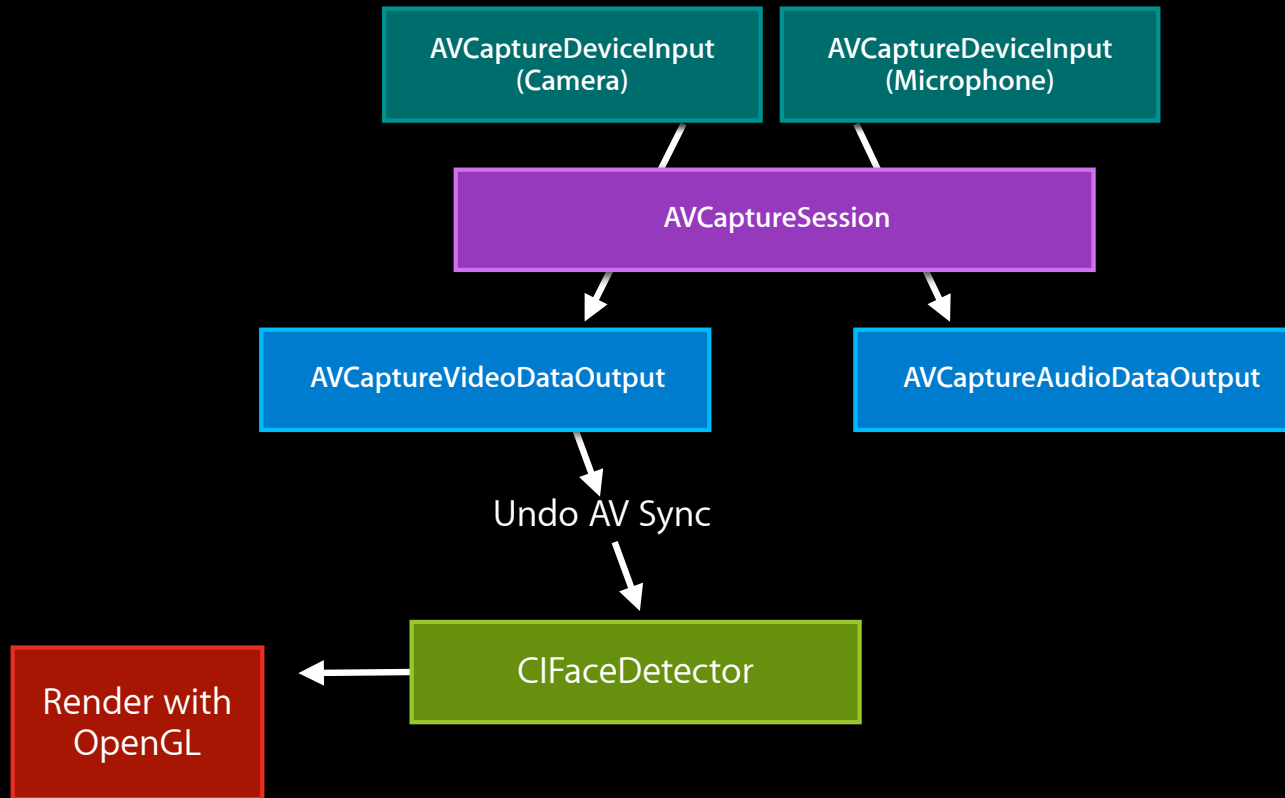 AVCaptureDeviceInput
(Camera)
AVCaptureDeviceInput
(Microphone)
AVCaptureSession
AVCaptureVideoDataOutput
AVCaptureAudioDataOutput
Undo AV Sync
CIFaceDetector
Render with
OpenGL